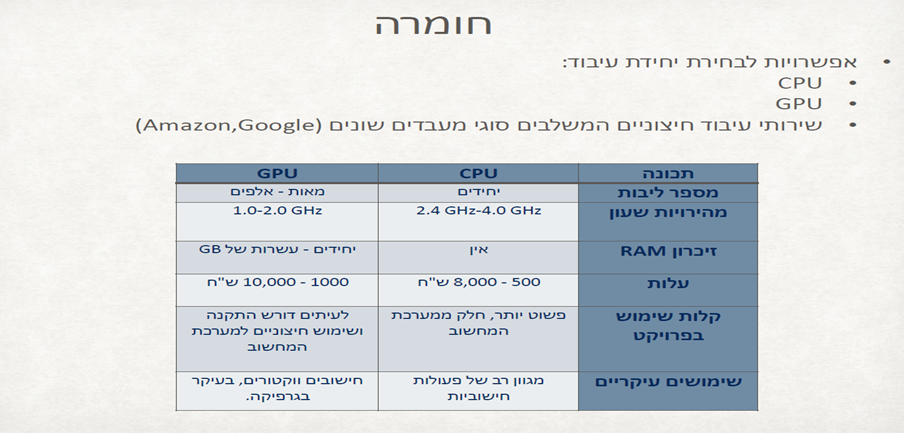 חומרה
• אפשרויות לבחירת יחידת עיבוד:
• CPU
• GPU
• שירותי עיבוד חיצוניים המשלבים סוגי מעבדים שונים (Amazon,Google)
תכונה CPU GPU
מספר ליבות יחידים מאות - אלפים
מהירויות שעון 2.4 GHz-4.0 GHz 1.0-2.0 GHz
זיכרון RAM אין יחידים - עשרות של GB
עלות 500 - 8,000 ש"ח 1000 - 10,000 ש"ח
קלות שימוש בפרויקט פשוט יותר, חלק ממערכת המחשוב לעיתים דורש התקנה ושימוש חיצוניים למערכת המחשוב
שימושים עיקריים מגוון רב של פעולות חישוביות חישובים ווקטורים, בעיקר בגרפיקה.